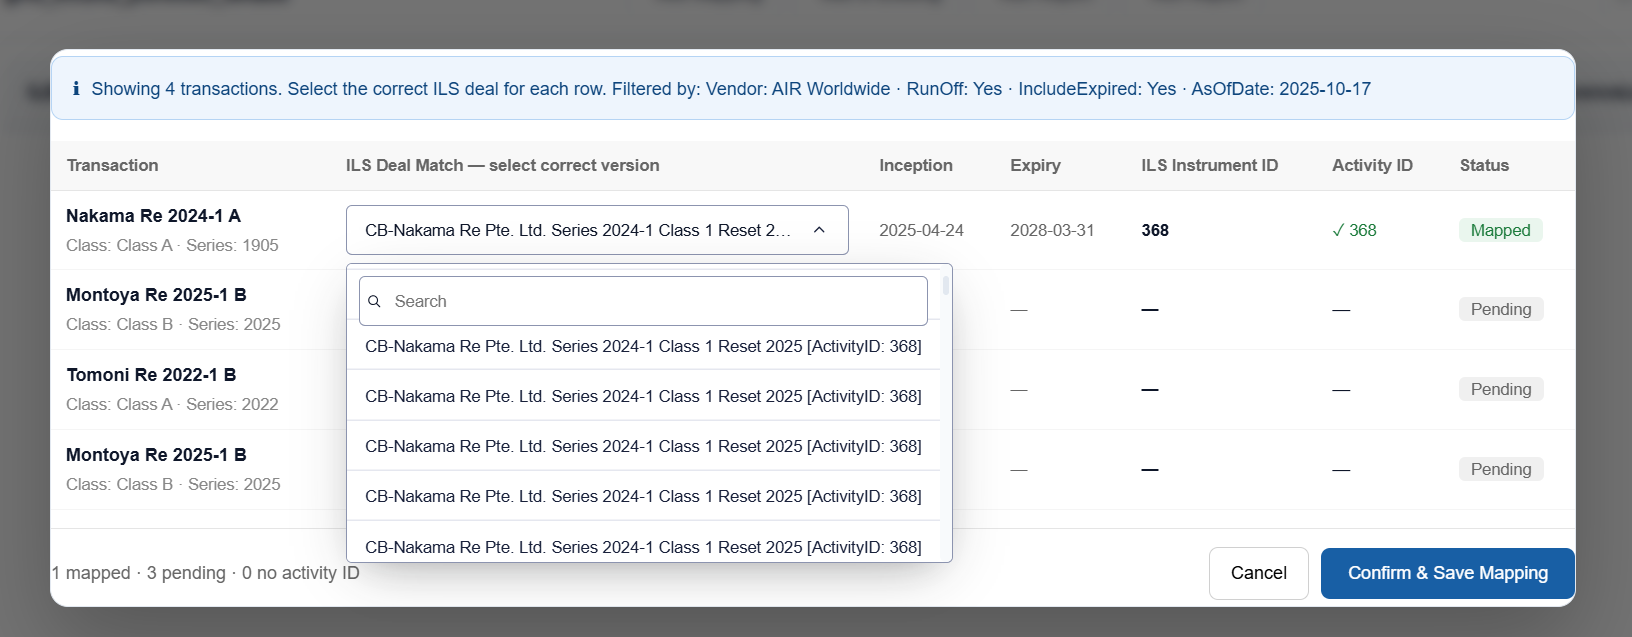 Showing 4 transactions. Select the correct ILS deal for each row. Filtered by: Vendor: AIR Worldwide · RunOff: Yes · IncludeExpired: Yes · AsOfDate: 2025-10-17
Transaction ILS Deal Match — select correct version Inception Expiry ILS Instrument ID Activity ID Status
Nakama Re 2024-1 A
Class: Class A · Series: 1905
CB-Nakama Re Pte. Ltd. Series 2024-1 Class 1 Reset 2... 2025-04-24 2028-03-31 368 ✓ 368 Mapped
Search
Montoya Re 2025-1 B
Class: Class B · Series: 2025
— — — Pending
CB-Nakama Re Pte. Ltd. Series 2024-1 Class 1 Reset 2025 [ActivityID: 368]
Tomoni Re 2022-1 B
Class: Class A · Series: 2022
— — — Pending
CB-Nakama Re Pte. Ltd. Series 2024-1 Class 1 Reset 2025 [ActivityID: 368]
CB-Nakama Re Pte. Ltd. Series 2024-1 Class 1 Reset 2025 [ActivityID: 368]
Montoya Re 2025-1 B
Class: Class B · Series: 2025
— — — Pending
CB-Nakama Re Pte. Ltd. Series 2024-1 Class 1 Reset 2025 [ActivityID: 368]
CB-Nakama Re Pte. Ltd. Series 2024-1 Class 1 Reset 2025 [ActivityID: 368]
1 mapped · 3 pending · 0 no activity ID
Cancel
Confirm & Save Mapping